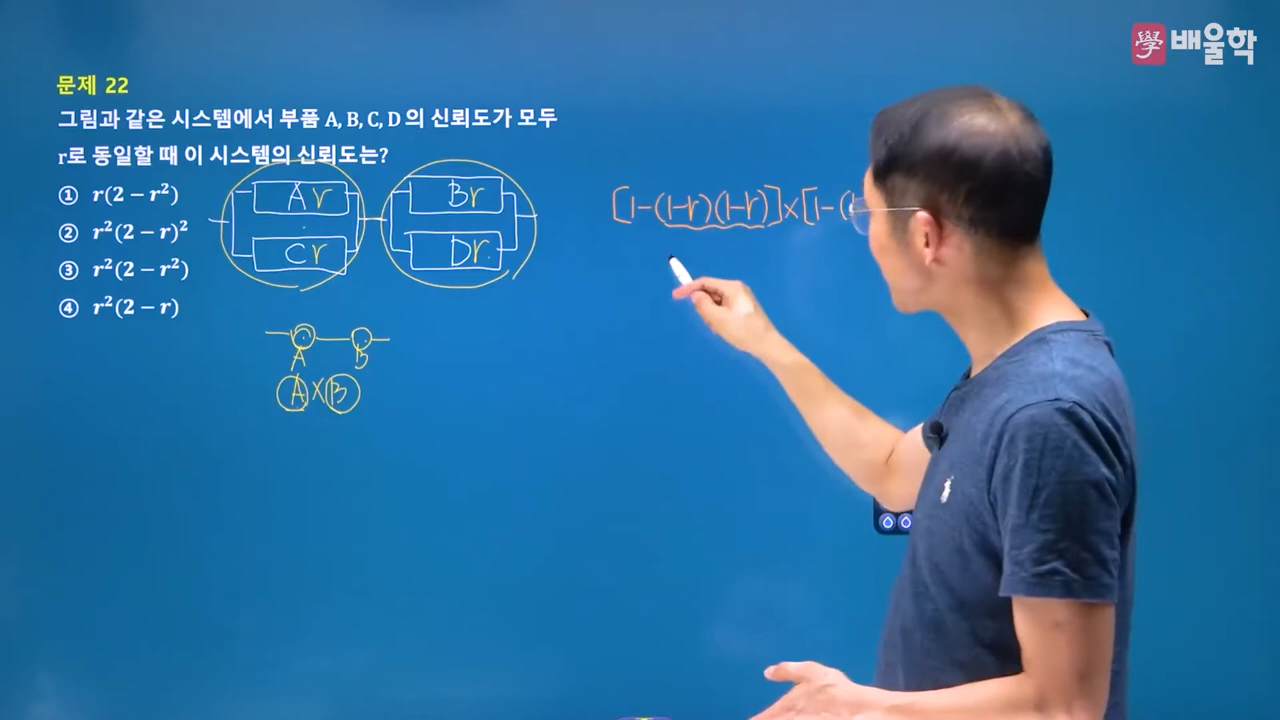 學 배울학
문제 22
그림과 같은 시스템에서 부품 A, B, C, D 의 신뢰도가 모두
r로 동일할 때 이 시스템의 신뢰도는?
① r(2 − r²)
② r²(2 − r)²
③ r²(2 − r²)
④ r²(2 − r)
Ar
Br
Cr
Dr
A B
A×B
[1-(1-r)(1-r)]×[1-(